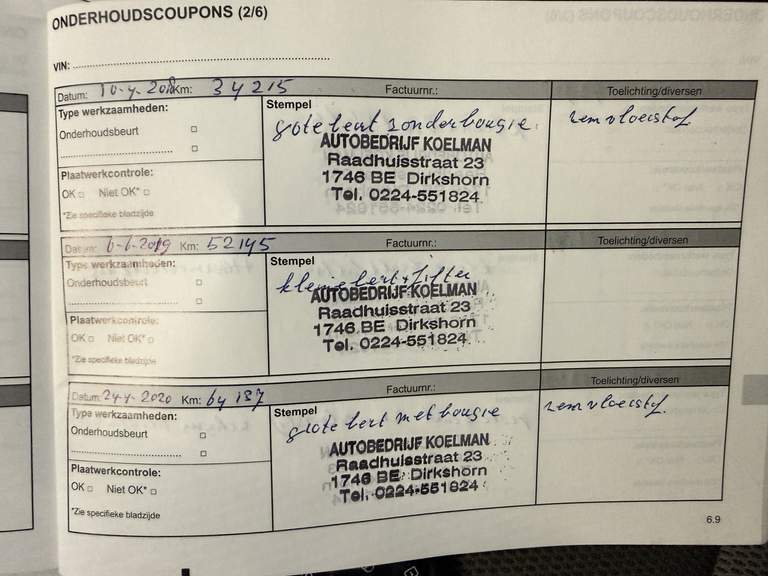 ONDERHOUDSCOUPONS (2/6)
VIN:
Datum: 10-4-2018 Km: 34215 Factuurnr.: Toelichting/diversen
Type werkzaamheden:
Onderhoudsbeurt
Plaatwerkcontrole:
OK Niet OK*
*Zie specifieke bladzijde
Stempel
grote beurt zonder bougie.
AUTOBEDRIJF KOELMAN
Raadhuisstraat 23
1746 BE Dirkshorn
Tel. 0224-551824
remvloeistof
Datum: 6-6-2019 Km: 52145 Factuurnr.: Toelichting/diversen
Type werkzaamheden:
Onderhoudsbeurt
Plaatwerkcontrole:
OK Niet OK*
*Zie specifieke bladzijde
Stempel
kleine beurt + filter
AUTOBEDRIJF KOELMAN
Raadhuisstraat 23
1746 BE Dirkshorn
Tel. 0224-551824
Datum: 24-4-2020 Km: 64137 Factuurnr.: Toelichting/diversen
Type werkzaamheden:
Onderhoudsbeurt
Plaatwerkcontrole:
OK Niet OK*
*Zie specifieke bladzijde
Stempel
grote beurt met bougie
AUTOBEDRIJF KOELMAN
Raadhuisstraat 23
1746 BE Dirkshorn
Tel. 0224-551824
remvloeistof
6.9